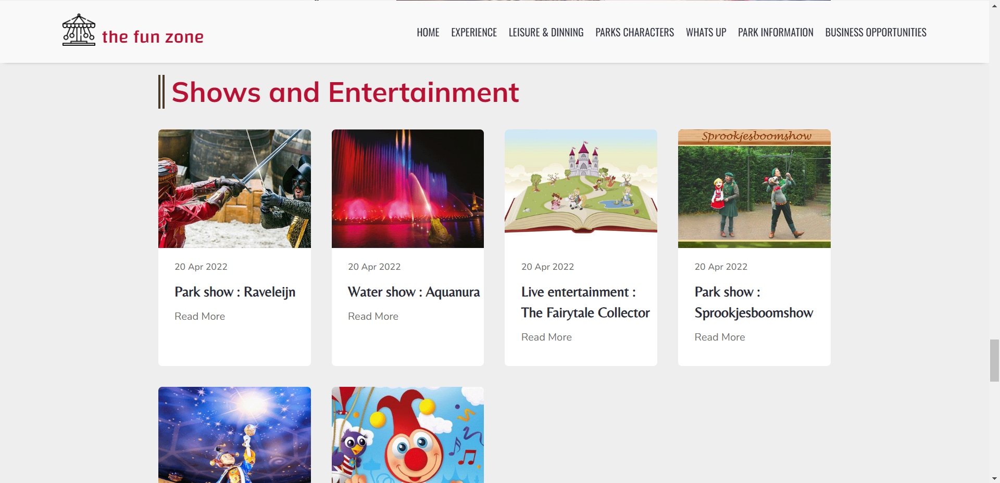 the fun zone
HOME EXPERIENCE LEISURE & DINNING PARKS CHARACTERS WHATS UP PARK INFORMATION BUSINESS OPPORTUNITIES
Shows and Entertainment
Sprookjesboomshow
20 Apr 2022
Park show : Raveleijn
Read More
20 Apr 2022
Water show : Aquanura
Read More
20 Apr 2022
Live entertainment :
The Fairytale Collector
Read More
20 Apr 2022
Park show :
Sprookjesboomshow
Read More